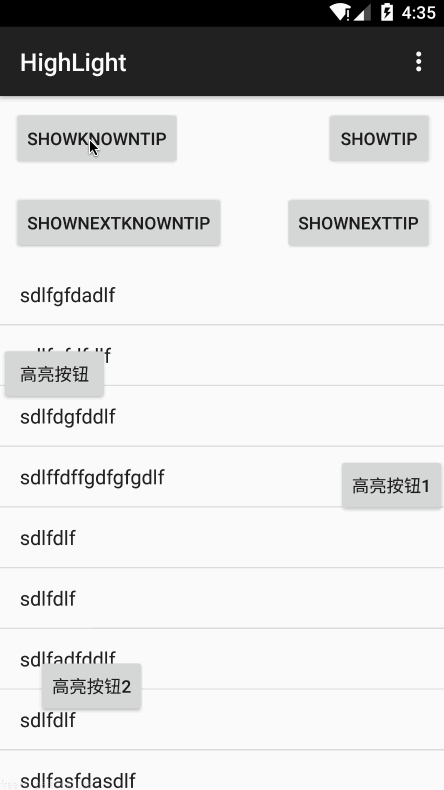 4:35
HighLight
SHOWKNOWNTIP
SHOWTIP
SHOWNEXTKNOWNTIP
SHOWNEXTTIP
sdlfgfdadlf
高亮按钮
sdlfdgfddlf
sdlffdffgdfgfgdlf
高亮按钮1
sdlfdlf
sdlfdlf
sdlfadfddlf
高亮按钮2
sdlfdlf
sdlfasfdasdlf